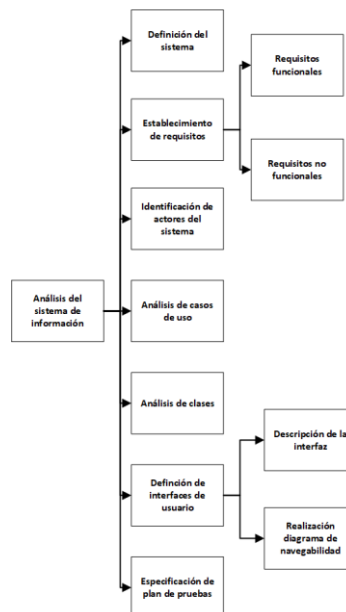 Definición del
sistema
Requisitos
funcionales
Establecimiento
de requisitos
Requisitos no
funcionales
Identificación de
actores del
sistema
Análisis del
sistema de
información
Análisis de casos
de uso
Análisis de clases
Descripción de la
interfaz
Definción de
interfaces de
usuario
Realización
diagrama de
navegabilidad
Especificación de
plan de pruebas